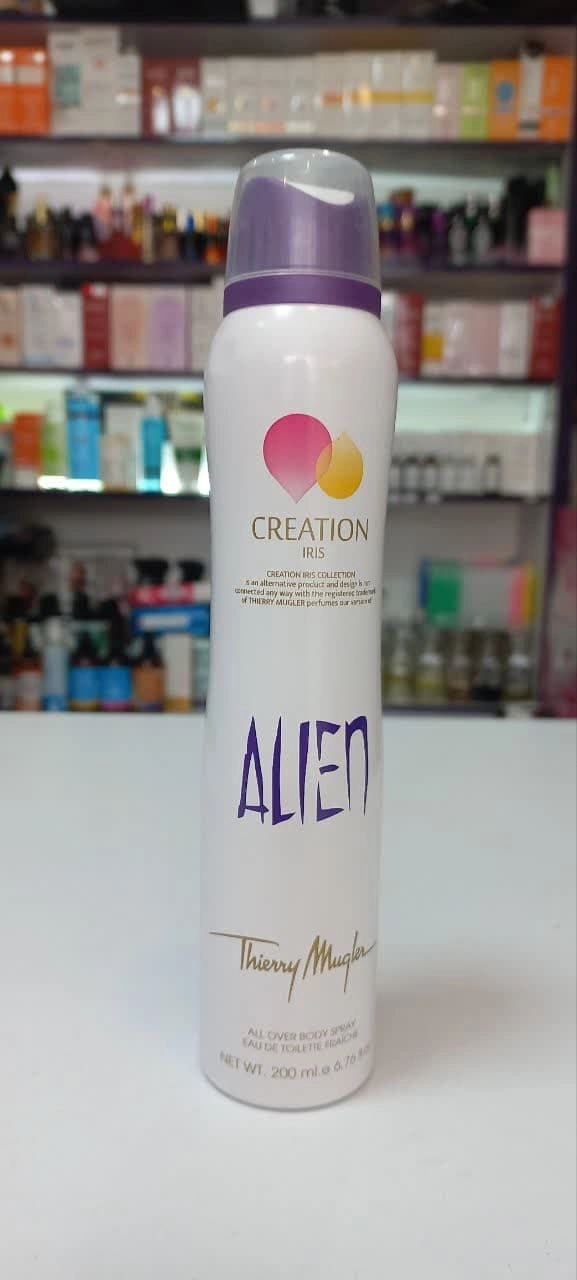 CREATION
IRIS
CREATION IRIS COLLECTION
is an alternative product and design is not
connected any way with the registered trademark
of THIERRY MUGLER perfumes our version of
ALIEN
Thierry Mugler
ALL OVER BODY SPRAY
EAU DE TOILETTE FRAICHE
NET WT. 200 ml.e 6.76 fl.oz